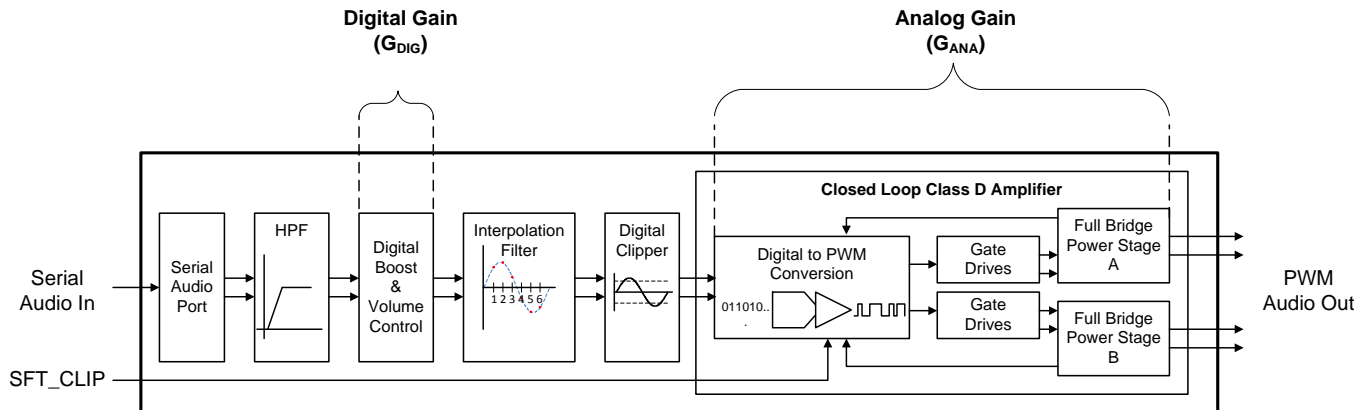 Digital Gain
(GDIG)
Analog Gain
(GANA)
Closed Loop Class D Amplifier
Serial
Audio In
SFT_CLIP
Serial
Audio
Port
HPF
Digital
Boost
&
Volume
Control
Interpolation
Filter
1 2 3 4 5 6
Digital
Clipper
Digital to PWM
Conversion
011010..
.
Gate
Drives
Gate
Drives
Full Bridge
Power Stage
A
Full Bridge
Power Stage
B
PWM
Audio Out